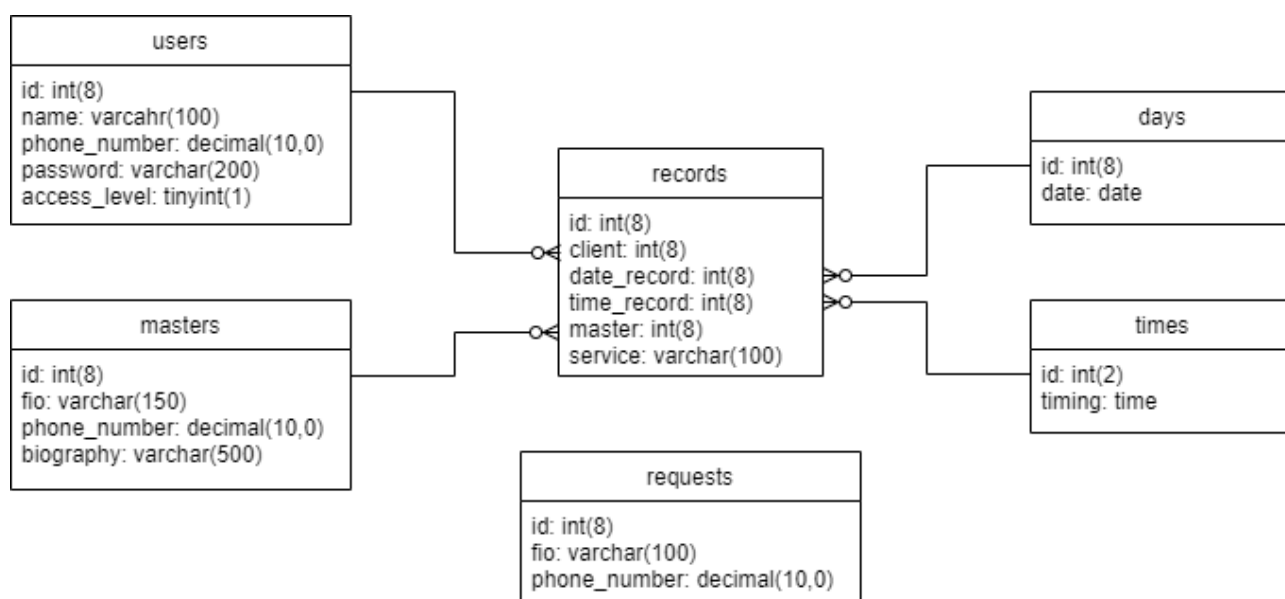 users
id: int(8)
name: varcahr(100)
phone_number: decimal(10,0)
password: varchar(200)
access_level: tinyint(1)
masters
id: int(8)
fio: varchar(150)
phone_number: decimal(10,0)
biography: varchar(500)
records
id: int(8)
client: int(8)
date_record: int(8)
time_record: int(8)
master: int(8)
service: varchar(100)
requests
id: int(8)
fio: varchar(100)
phone_number: decimal(10,0)
days
id: int(8)
date: date
times
id: int(2)
timing: time